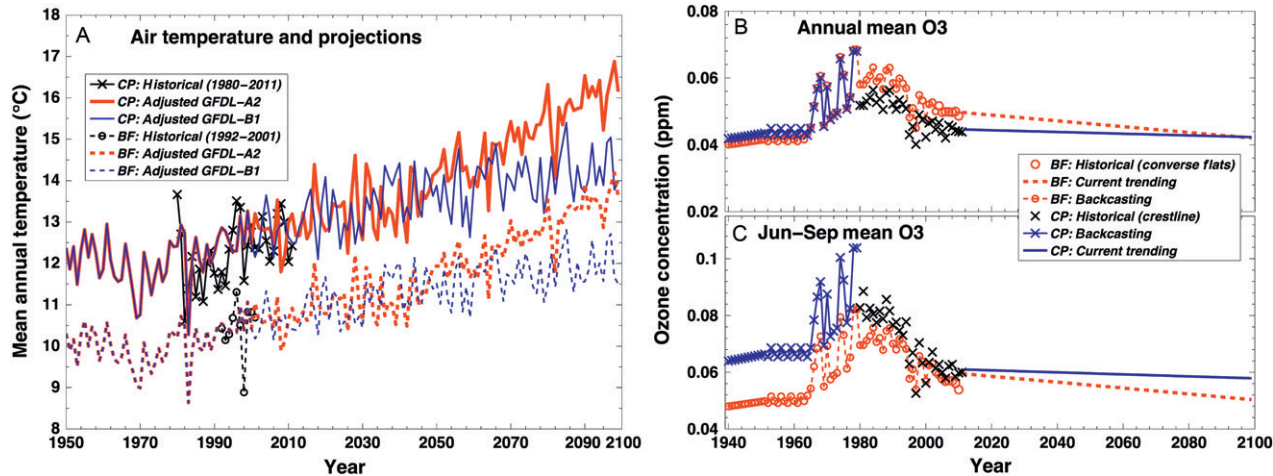 A
Air temperature and projections
CP: Historical (1980–2011)
CP: Adjusted GFDL–A2
CP: Adjusted GFDL–B1
BF: Historical (1992–2001)
BF: Adjusted GFDL–A2
BF: Adjusted GFDL–B1
Mean annual temperature (°C)
18
17
16
15
14
13
12
11
10
9
8
1950 1970 1990 2010 2030 2050 2070 2090 2100
Year
B
Annual mean O3
0.08
0.06
0.04
0.02
BF: Historical (converse flats)
BF: Current trending
BF: Backcasting
CP: Historical (crestline)
CP: Backcasting
CP: Current trending
C
Jun–Sep mean O3
Ozone concentration (ppm)
0.1
0.08
0.06
0.04
1940 1960 1980 2000 2020 2040 2060 2080 2100
Year